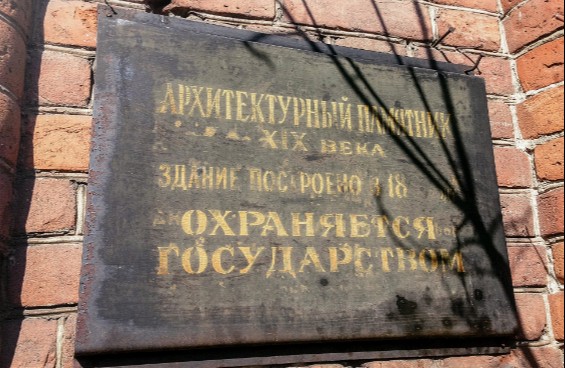 АРХИТЕКТУРНЫЙ ПАМЯТНИК
XIX ВЕКА
ЗДАНИЕ ПОСТРОЕНО В 18
ОХРАНЯЕТСЯ
ГОСУДАРСТВОМ